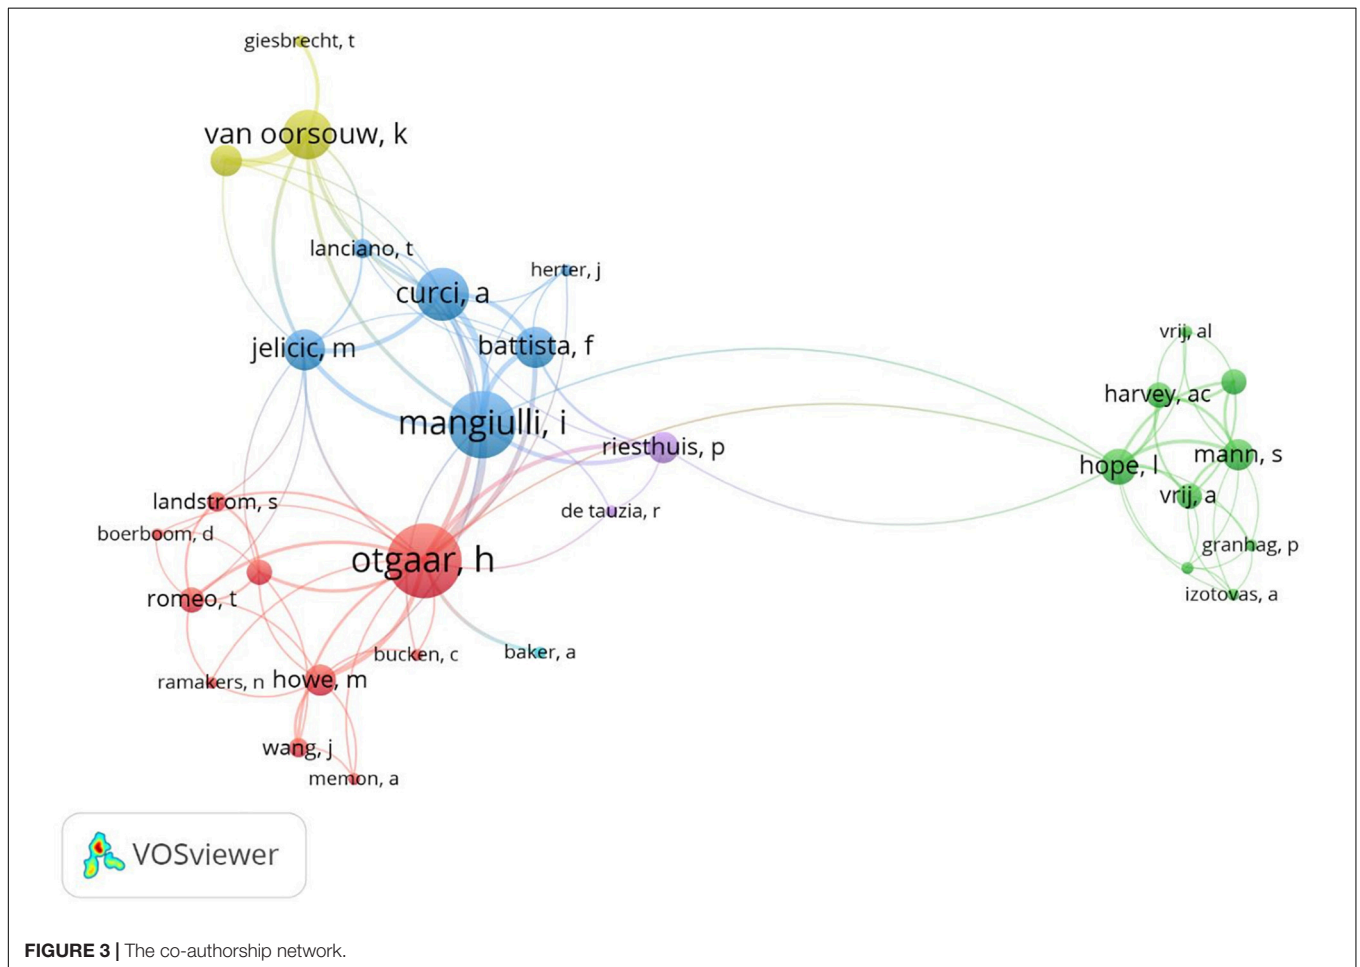 giesbrecht, t
van oorsouw, k
lanciano, t
herter, j
curci, a
jelicic, m
battista, f
vrij, al
harvey, ac
mangiulli, i
riesthuis, p
hope, l
mann, s
vrij, a
landstrom, s
de tauzia, r
boerboom, d
otgaar, h
granhag, p
romeo, t
izotovas, a
bucken, c
baker, a
ramakers, n
howe, m
wang, j
memon, a
VOSviewer
FIGURE 3 | The co-authorship network.